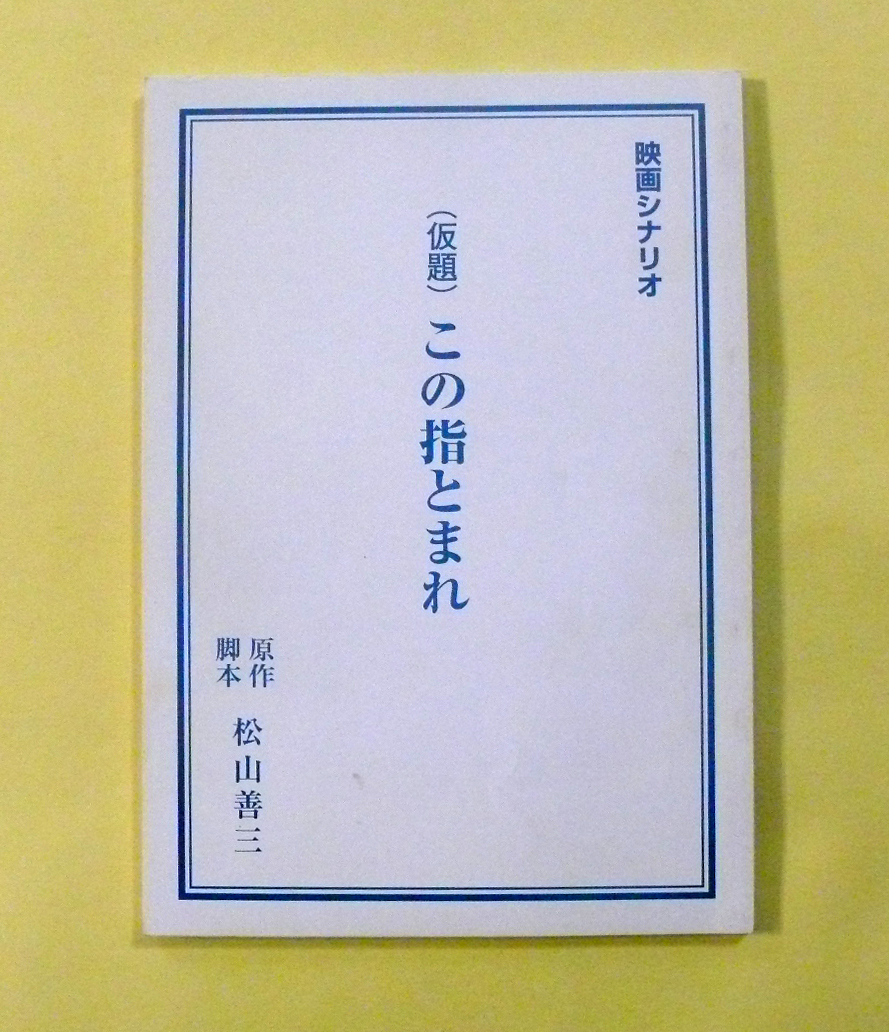 映画シナリオ
（仮題）この指とまれ
原作
脚本
松山善三